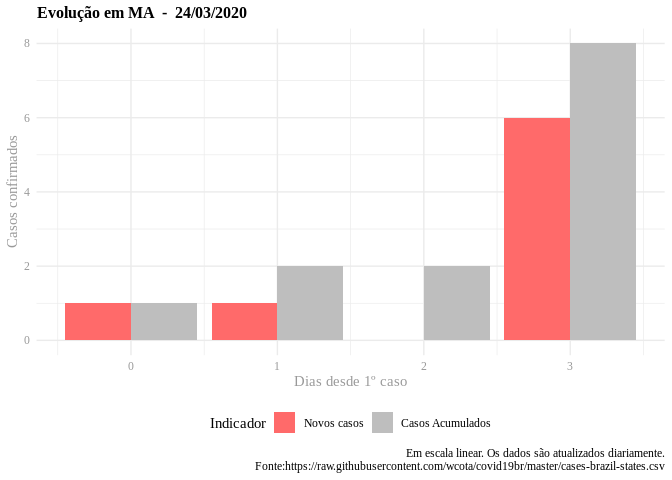 Evolução em MA  -  24/03/2020
Casos confirmados
8
6
4
2
0
0 1 2 3
Dias desde 1º caso
Indicador Novos casos Casos Acumulados
Em escala linear. Os dados são atualizados diariamente.
Fonte:https://raw.githubusercontent.com/wcota/covid19br/master/cases-brazil-states.csv